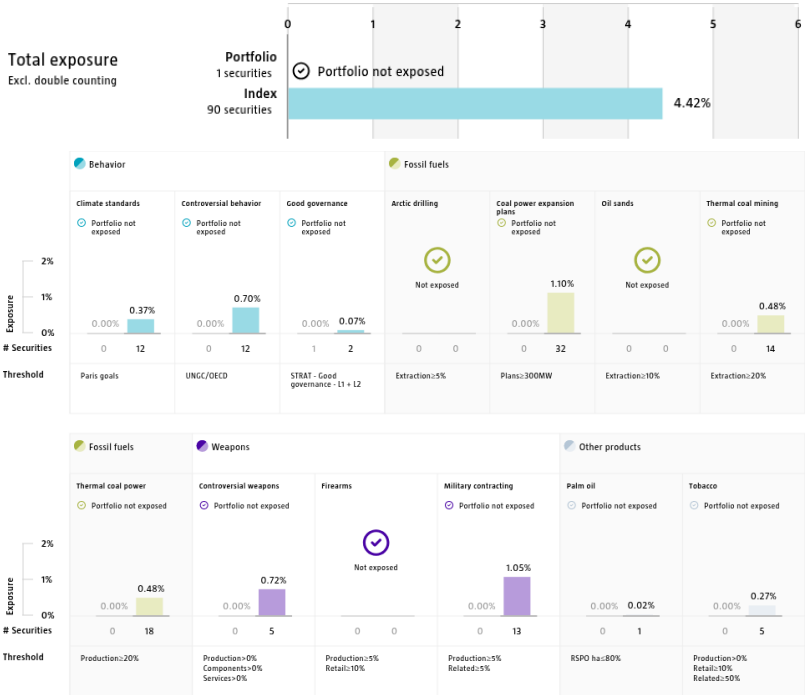 0 1 2 3 4 5 6
Total exposure
Excl. double counting
Portfolio
1 securities
Portfolio not exposed
Index
90 securities
4.42%
Behavior
Fossil fuels
Climate standards
Controversial behavior
Good governance
Arctic drilling
Coal power expansion
plans
Oil sands
Thermal coal mining
Portfolio not
exposed
Portfolio not
exposed
Portfolio not
exposed
Not exposed
Portfolio not
exposed
Not exposed
Portfolio not
exposed
Exposure
2%
1%
0%
0.00% 0.37%
0.00% 0.70%
0.00% 0.07%
0.00% 1.10%
0.00% 0.48%
# Securities 0 12 0 12 1 2 0 0 0 32 0 0 0 14
Threshold
Paris goals
UNGC/OECD
STRAT - Good
governance - L1 + L2
Extraction≥5%
Plans≥300MW
Extraction≥10%
Extraction≥20%
Fossil fuels
Weapons
Other products
Thermal coal power
Controversial weapons
Firearms
Military contracting
Palm oil
Tobacco
Portfolio not exposed
Portfolio not exposed
Not exposed
Portfolio not exposed
Portfolio not exposed
Portfolio not exposed
Exposure
2%
1%
0%
0.00% 0.48%
0.00% 0.72%
0.00% 1.05%
0.00% 0.02%
0.00% 0.27%
# Securities 0 18 0 5 0 0 0 13 0 1 0 5
Threshold
Production≥20%
Production>0%
Components>0%
Services>0%
Production≥5%
Retail≥10%
Production≥5%
Related≥5%
RSPO ha≤80%
Production>0%
Retail≥10%
Related≥50%